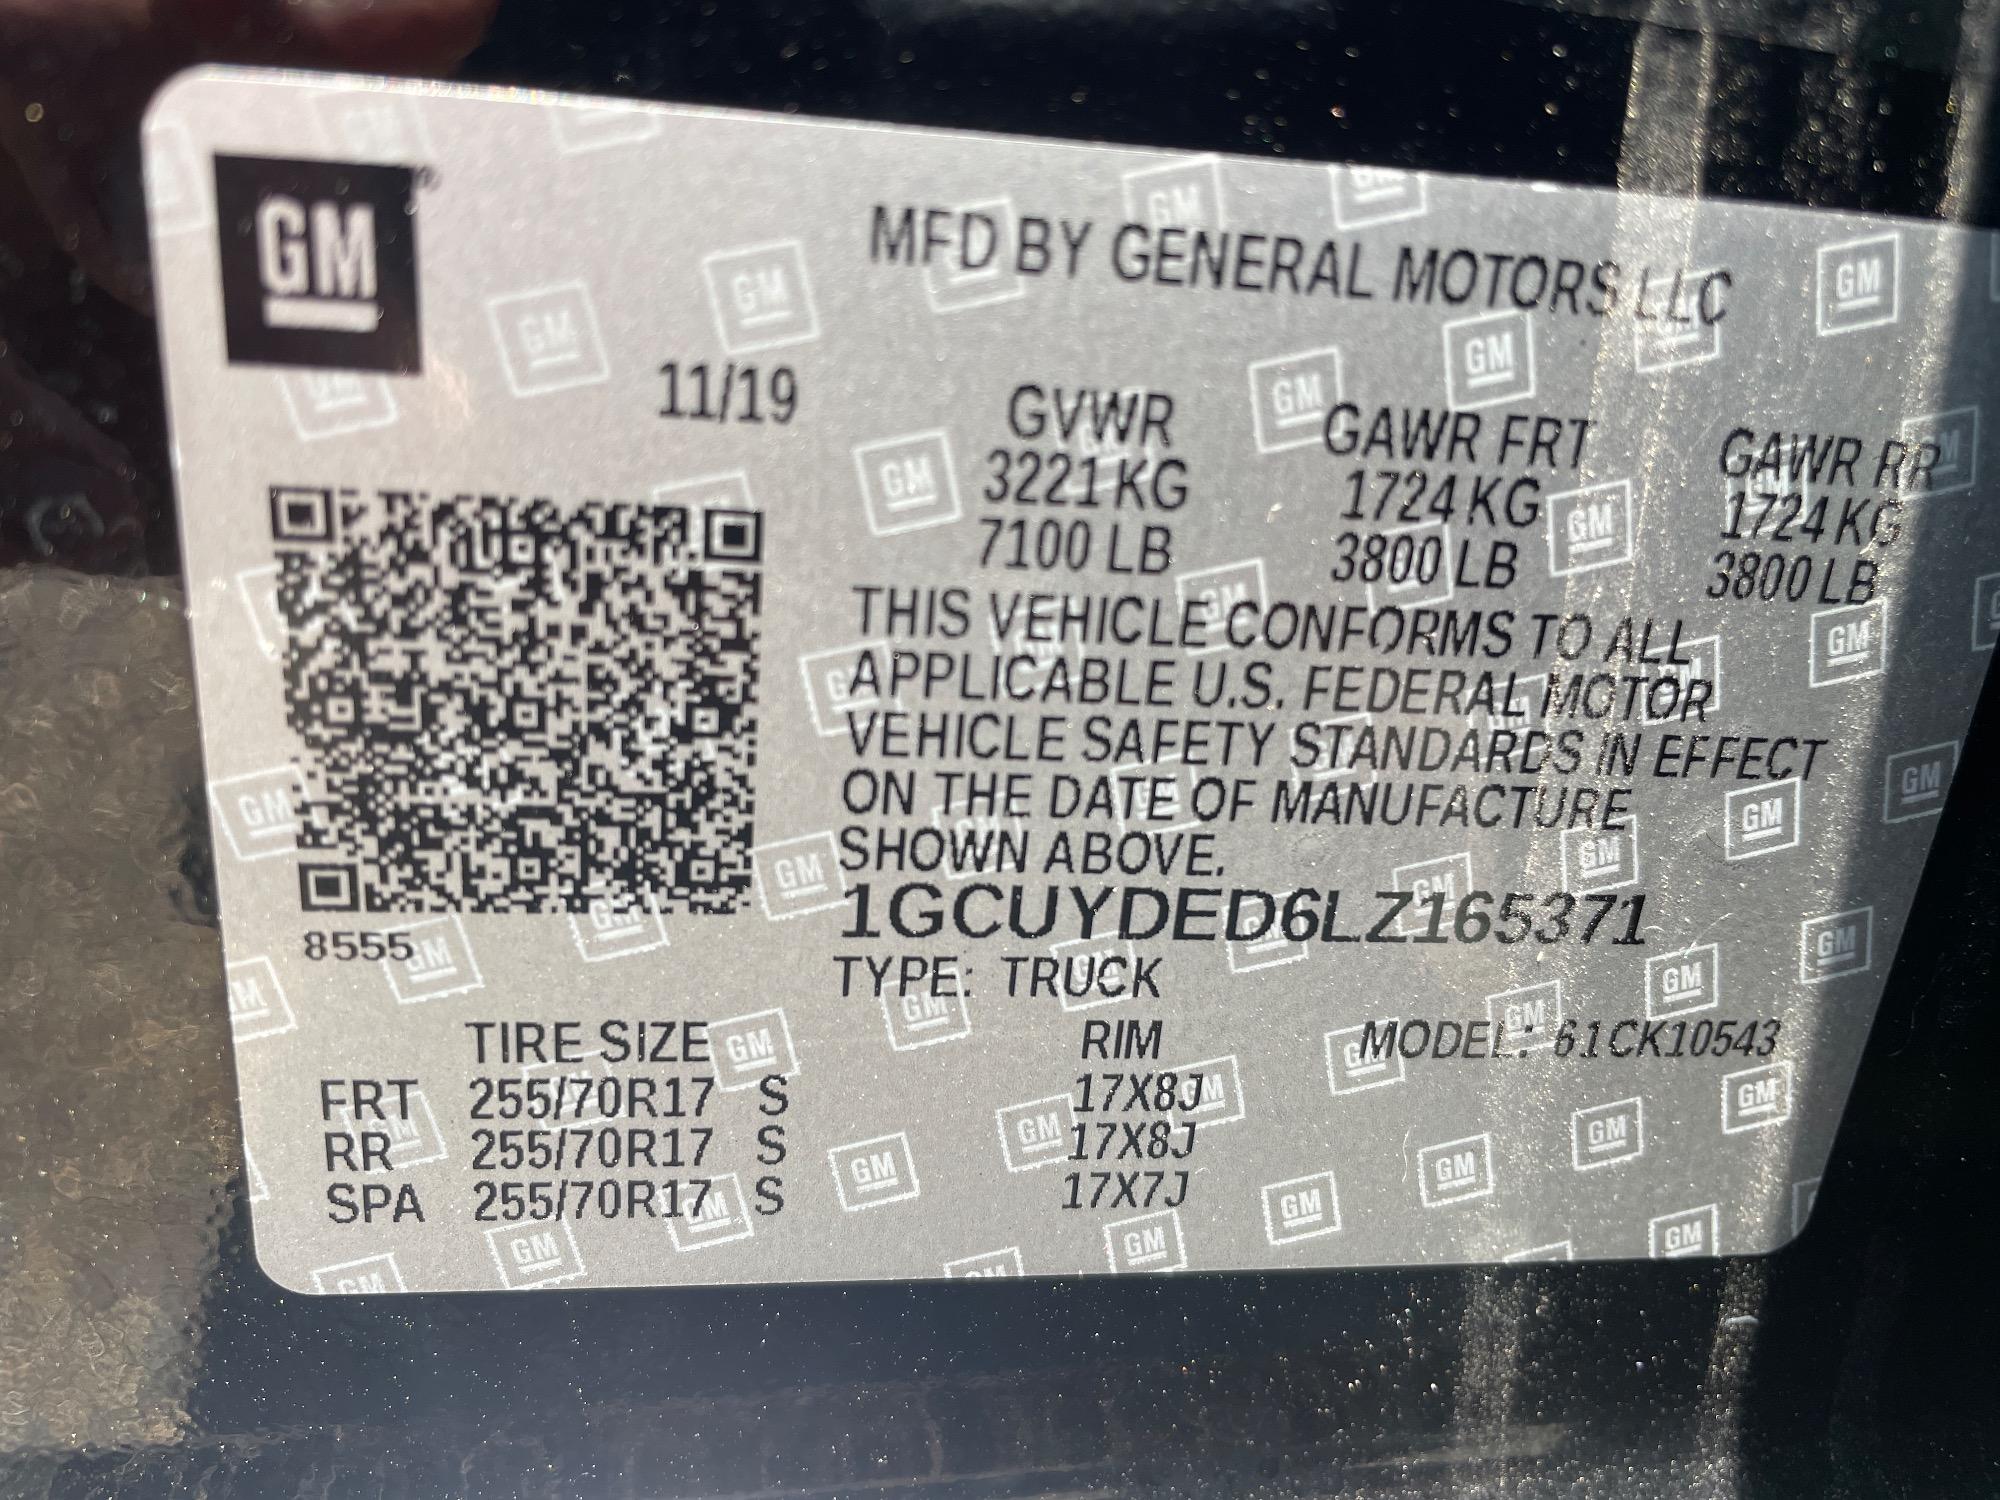 GM
MFD BY GENERAL MOTORS LLC
11/19
GVWR GAWR FRT GAWR RR
3221 KG 1724 KG 1724 KG
7100 LB 3800 LB 3800 LB
THIS VEHICLE CONFORMS TO ALL
APPLICABLE U.S. FEDERAL MOTOR
VEHICLE SAFETY STANDARDS IN EFFECT
ON THE DATE OF MANUFACTURE
SHOWN ABOVE.
1GCUYDED6LZ165371
8555
TYPE: TRUCK
TIRE SIZE RIM MODEL: 61CK10543
FRT 255/70R17 S 17X8J
RR 255/70R17 S 17X8J
SPA 255/70R17 S 17X7J